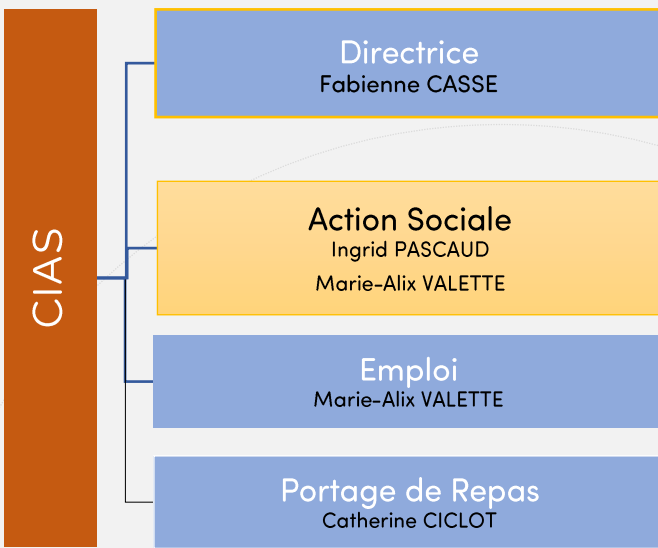 CIAS
Directrice
Fabienne CASSE
Action Sociale
Ingrid PASCAUD
Marie-Alix VALETTE
Emploi
Marie-Alix VALETTE
Portage de Repas
Catherine CICLOT